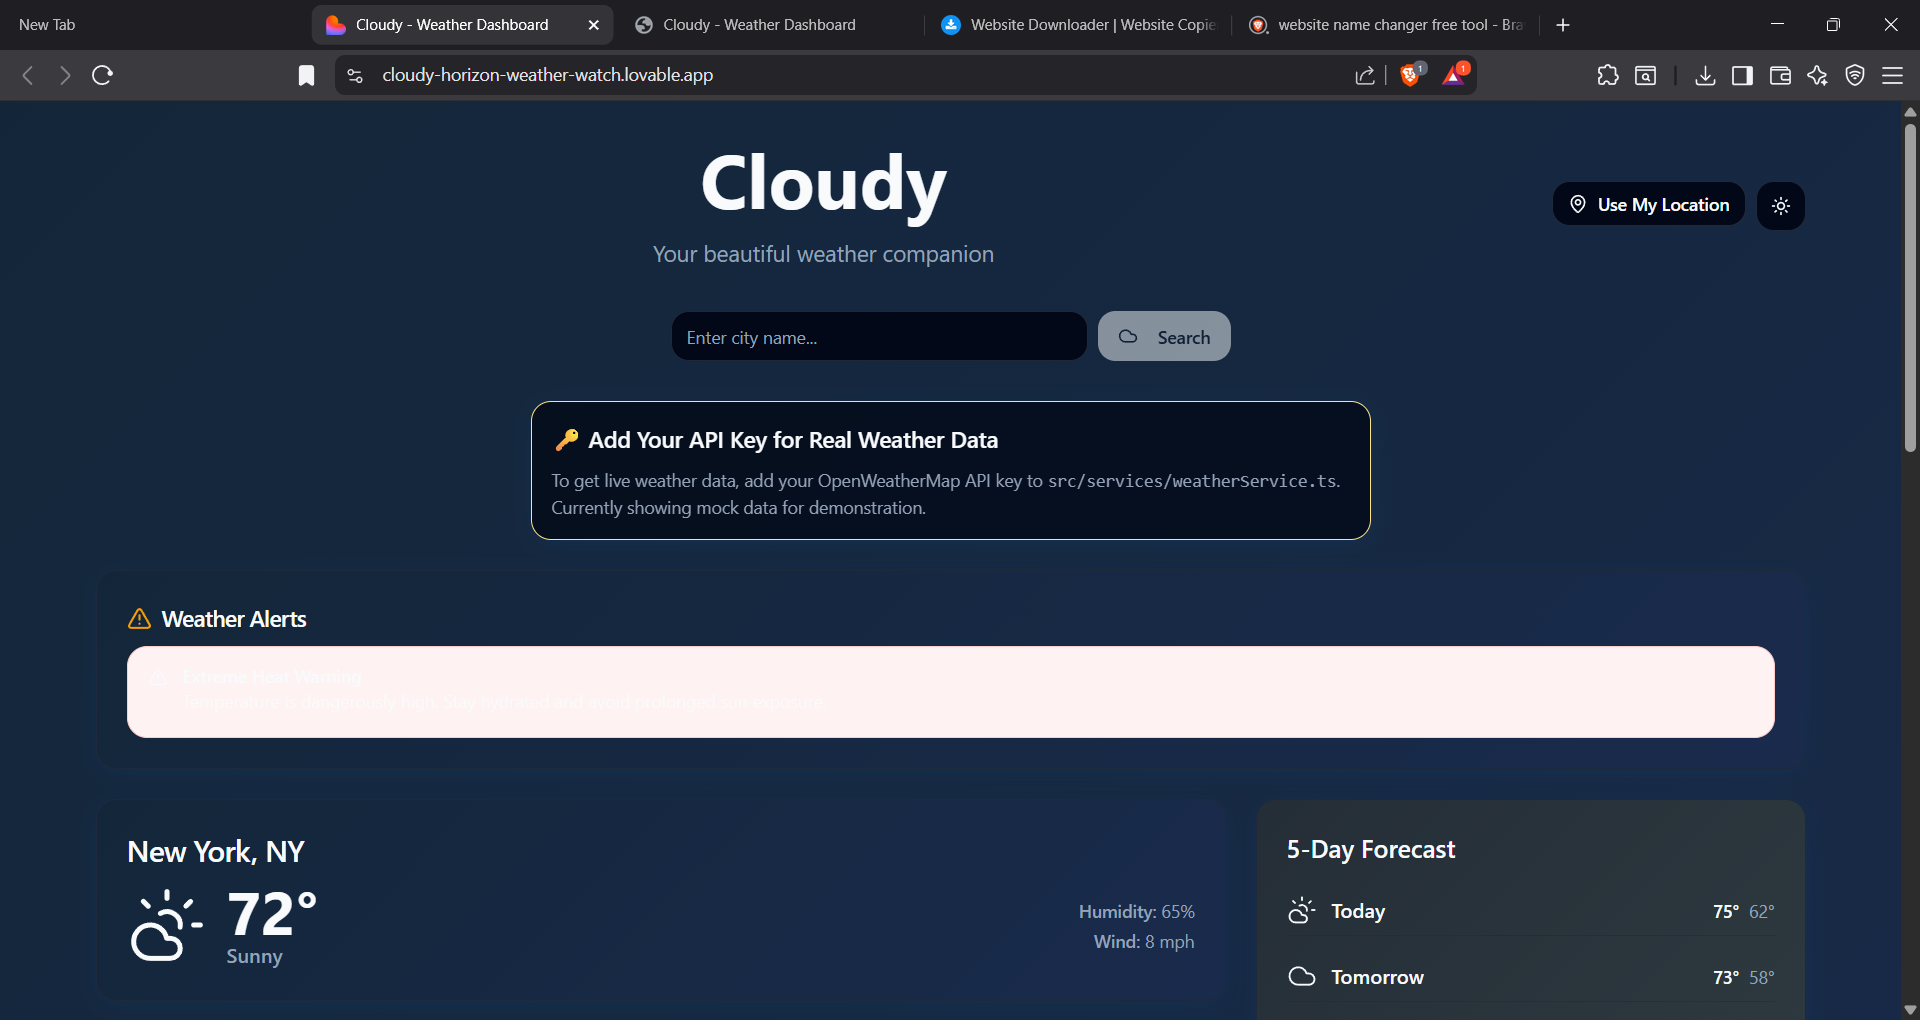 New Tab
Cloudy - Weather Dashboard
Cloudy - Weather Dashboard
Website Downloader | Website Copie
website name changer free tool - Bra
cloudy-horizon-weather-watch.lovable.app
1
1
Cloudy
Your beautiful weather companion
Use My Location
Enter city name...
Search
🔑 Add Your API Key for Real Weather Data
To get live weather data, add your OpenWeatherMap API key to src/services/weatherService.ts.
Currently showing mock data for demonstration.
Weather Alerts
Extreme Heat Warning
Temperature is dangerously high. Stay hydrated and avoid prolonged sun exposure.
New York, NY
72°
Sunny
Humidity: 65%
Wind: 8 mph
5-Day Forecast
Today
75° 62°
Tomorrow
73° 58°